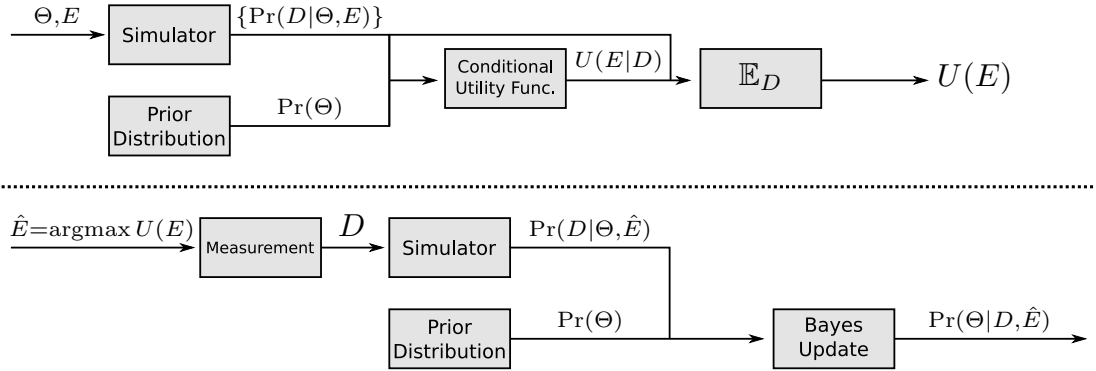 Θ,E
Simulator
{Pr(D|Θ,E)}
Conditional
Utility Func.
U(E|D)
𝔼_D
U(E)
Prior
Distribution
Pr(Θ)
Ê=argmax U(E)
Measurement
D
Simulator
Pr(D|Θ,Ê)
Prior
Distribution
Pr(Θ)
Bayes
Update
Pr(Θ|D,Ê)